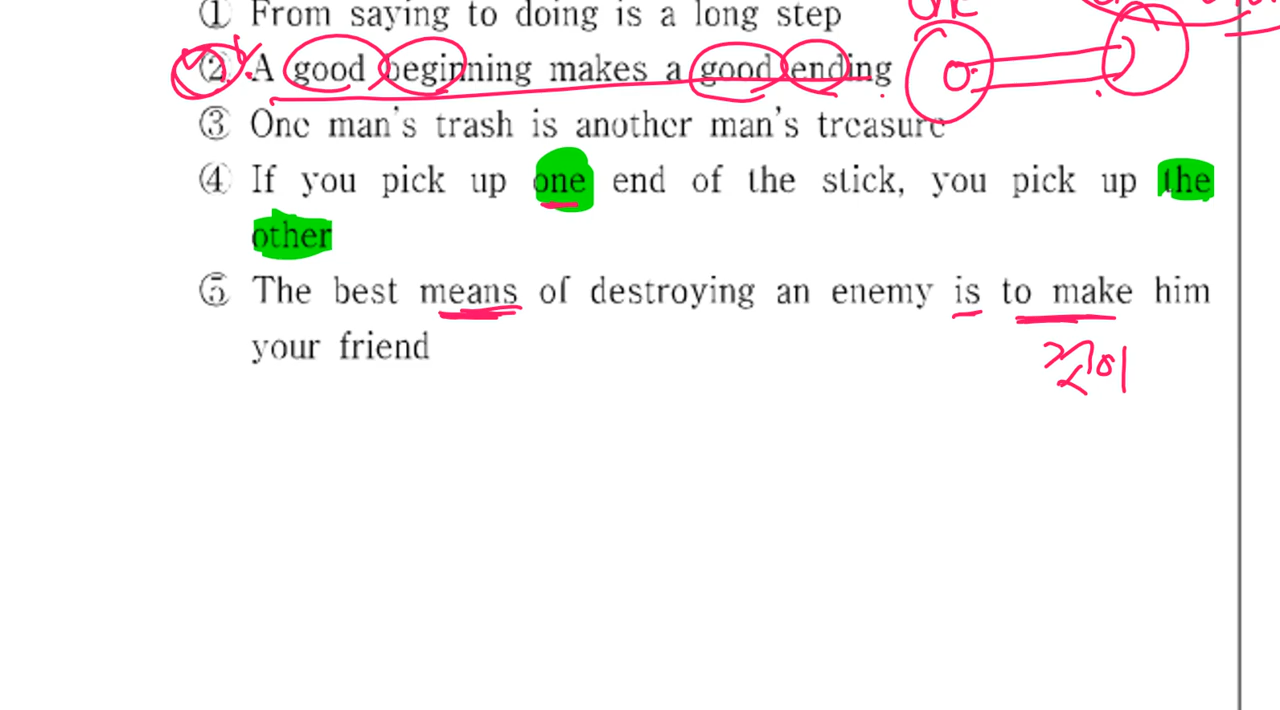 one
① From saying to doing is a long step
② A good beginning makes a good ending
③ One man's trash is another man's treasure
④ If you pick up one end of the stick, you pick up the
other
⑤ The best means of destroying an enemy is to make him
your friend